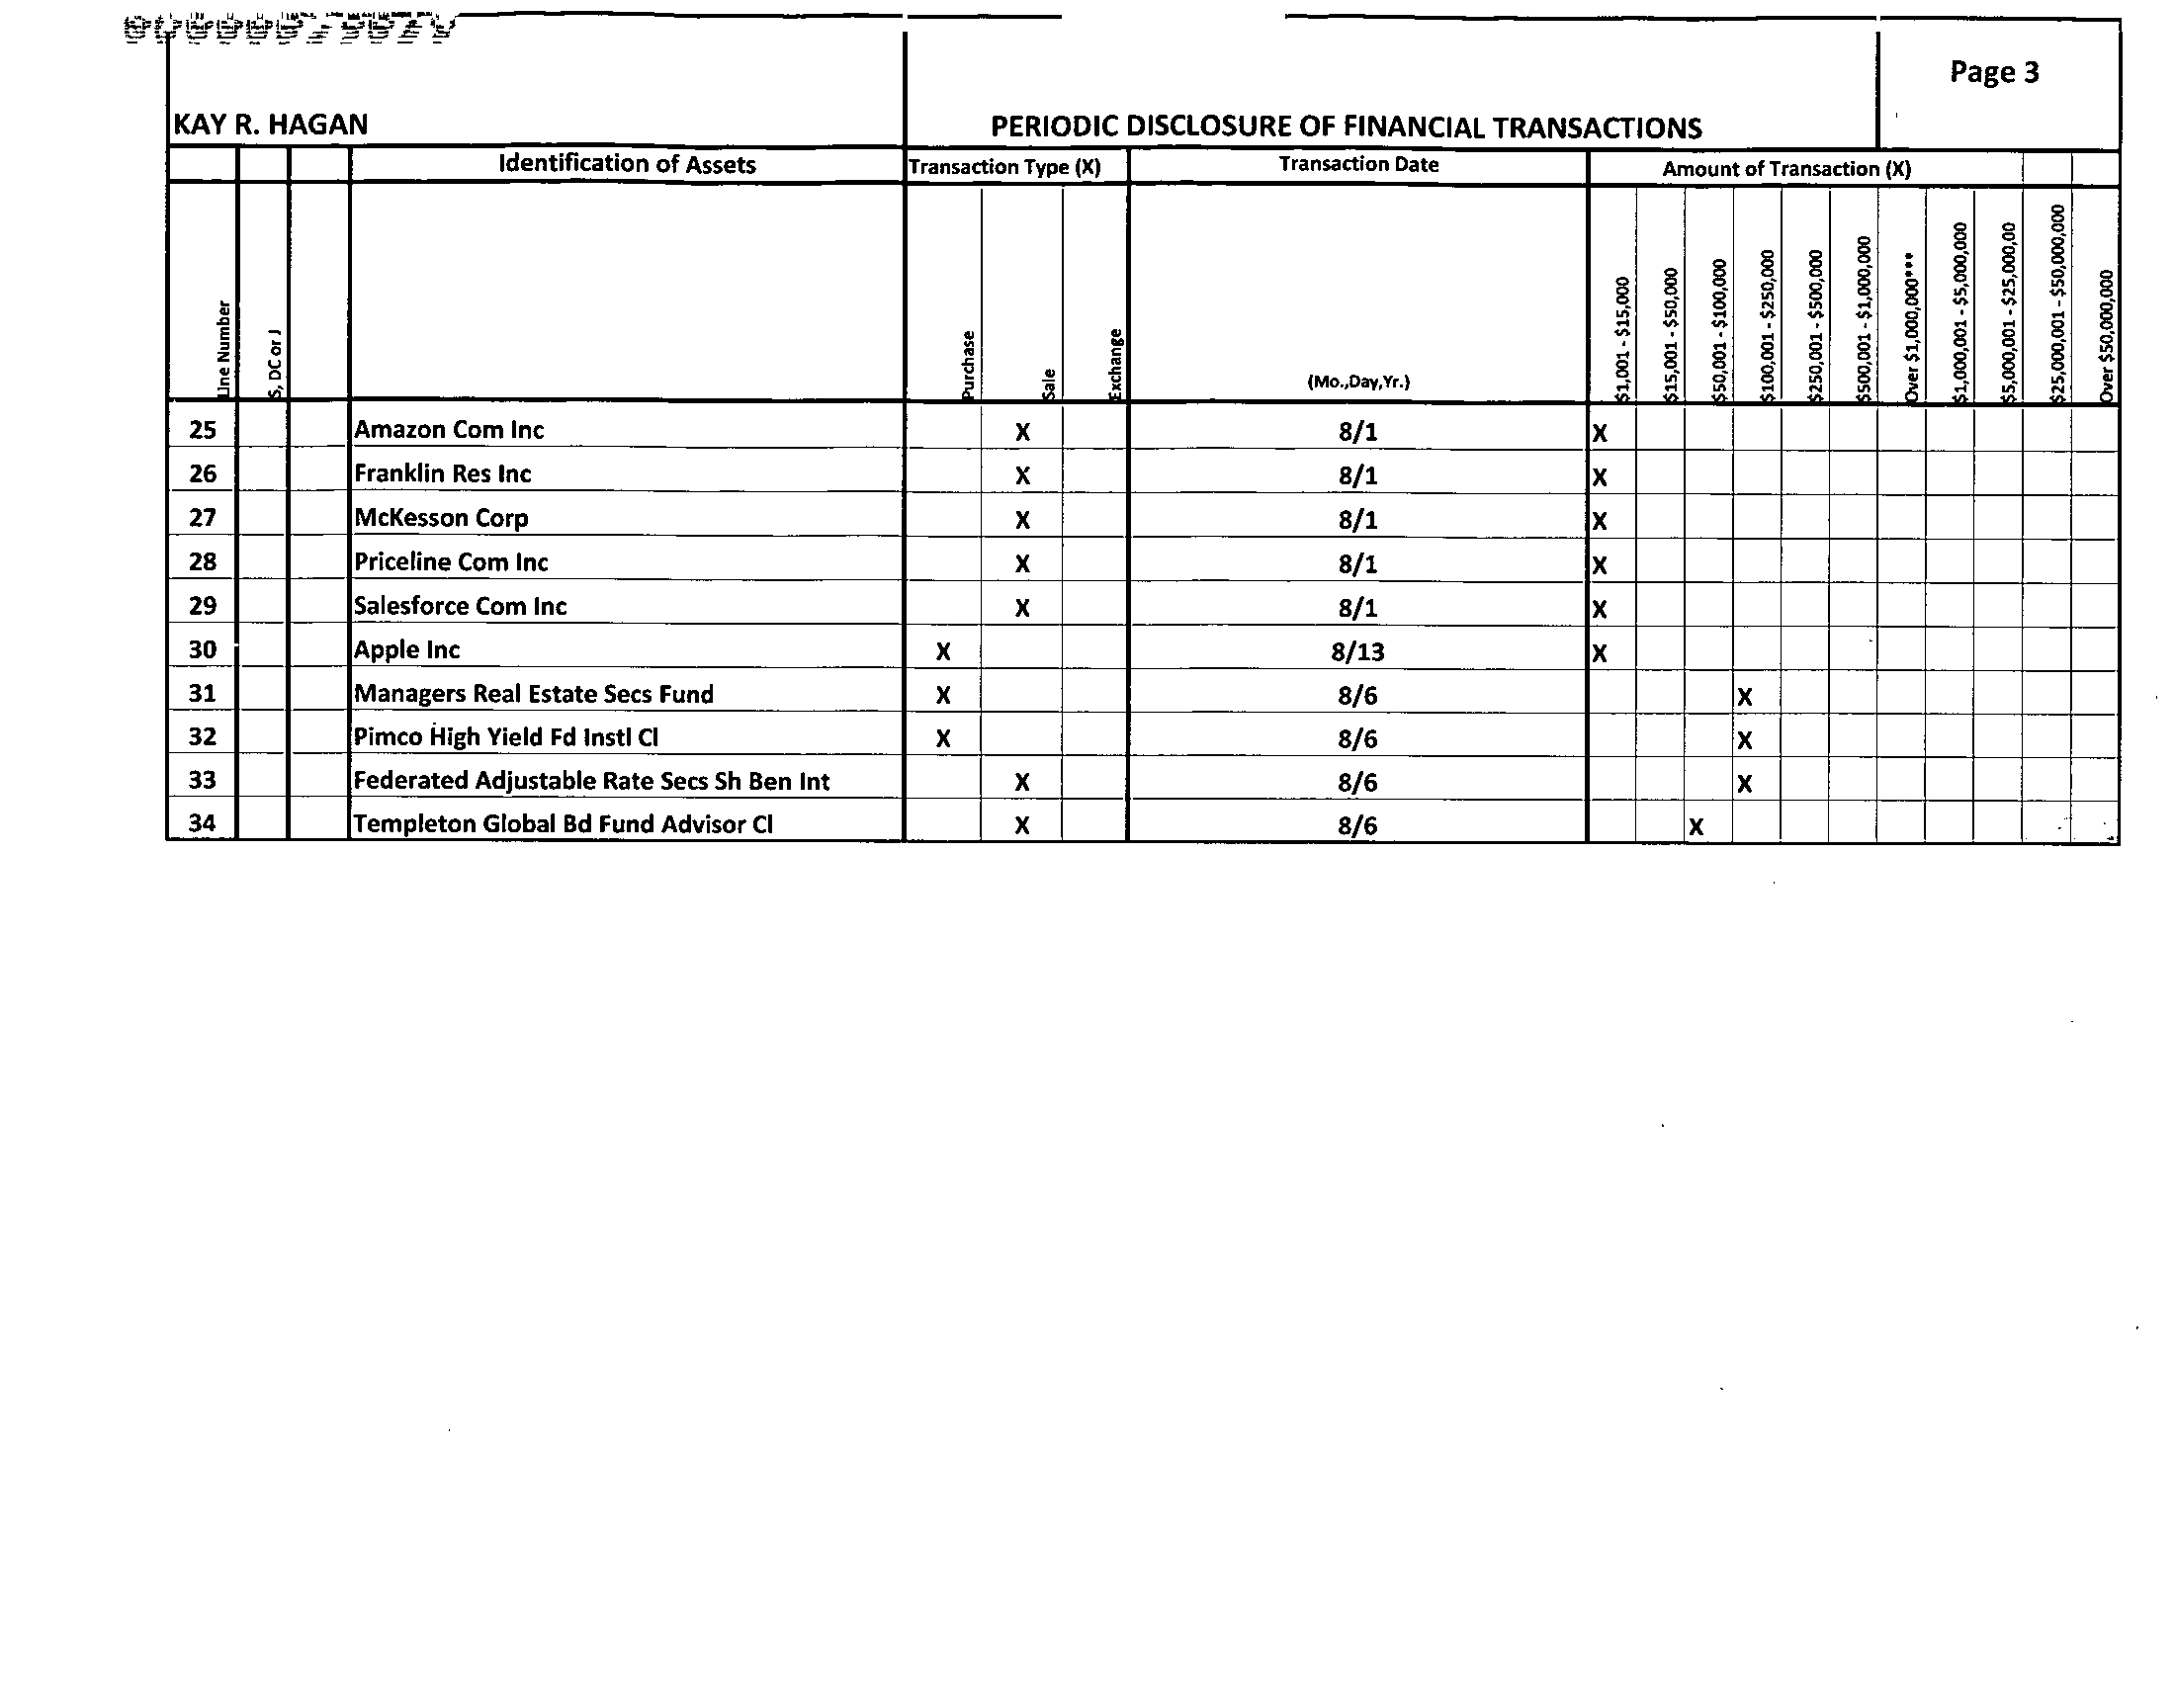 Page 3
KAY R. HAGAN PERIODIC DISCLOSURE OF FINANCIAL TRANSACTIONS
Identification of Assets Transaction Type (X) Transaction Date Amount of Transaction (X)
Line Number S, DC or J Purchase Sale Exchange (Mo.,Day,Yr.) $1,001 - $15,000 $15,001 - $50,000 $50,001 - $100,000 $100,001 - $250,000 $250,001 - $500,000 $500,001 - $1,000,000 Over $1,000,000*** $1,000,001 - $5,000,000 $5,000,001 - $25,000,00 $25,000,001 - $50,000,000 Over $50,000,000
25 Amazon Com Inc X 8/1 X
26 Franklin Res Inc X 8/1 X
27 McKesson Corp X 8/1 X
28 Priceline Com Inc X 8/1 X
29 Salesforce Com Inc X 8/1 X
30 Apple Inc X 8/13 X
31 Managers Real Estate Secs Fund X 8/6 X
32 Pimco High Yield Fd Instl Cl X 8/6 X
33 Federated Adjustable Rate Secs Sh Ben Int X 8/6 X
34 Templeton Global Bd Fund Advisor Cl X 8/6 X